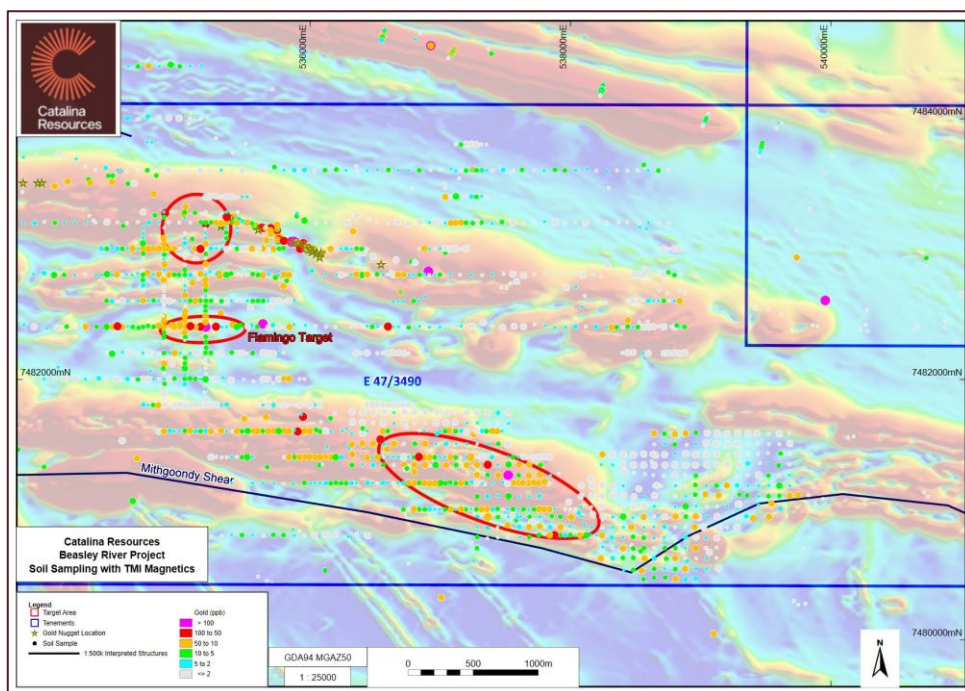 Catalina
Resources
536000mE
538000mE
540000mE
7484000mN
Flamingo Target
7482000mN
E 47/3490
7482000mN
Mithgoondy Shear
Catalina Resources
Beasley River Project
Soil Sampling with TMI Magnetics
Legend
Target Area
Tenements
Gold Nugget Location
Soil Sample
1:500k Interpreted Structures
Gold (ppb)
> 100
100 to 50
50 to 10
10 to 5
5 to 2
<= 2
GDA94 MGAZ50
1 : 25000
0 500 1000m
N
7480000mN